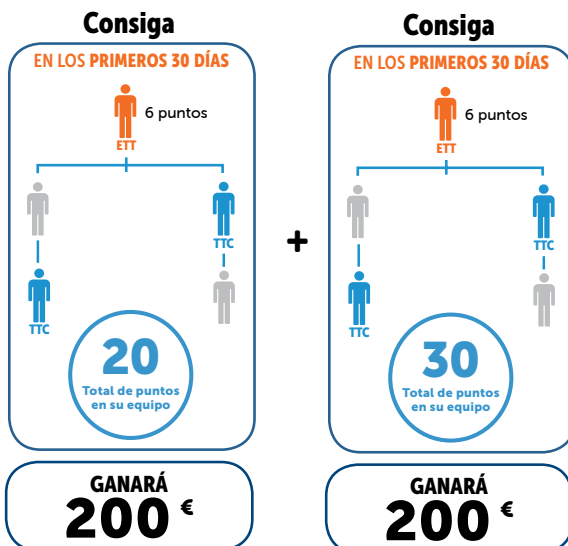 Consiga
EN LOS PRIMEROS 30 DÍAS
6 puntos
ETT
TTC
TTC
20
Total de puntos
en su equipo
GANARÁ
200 €
+
Consiga
EN LOS PRIMEROS 30 DÍAS
6 puntos
ETT
TTC
TTC
30
Total de puntos
en su equipo
GANARÁ
200 €